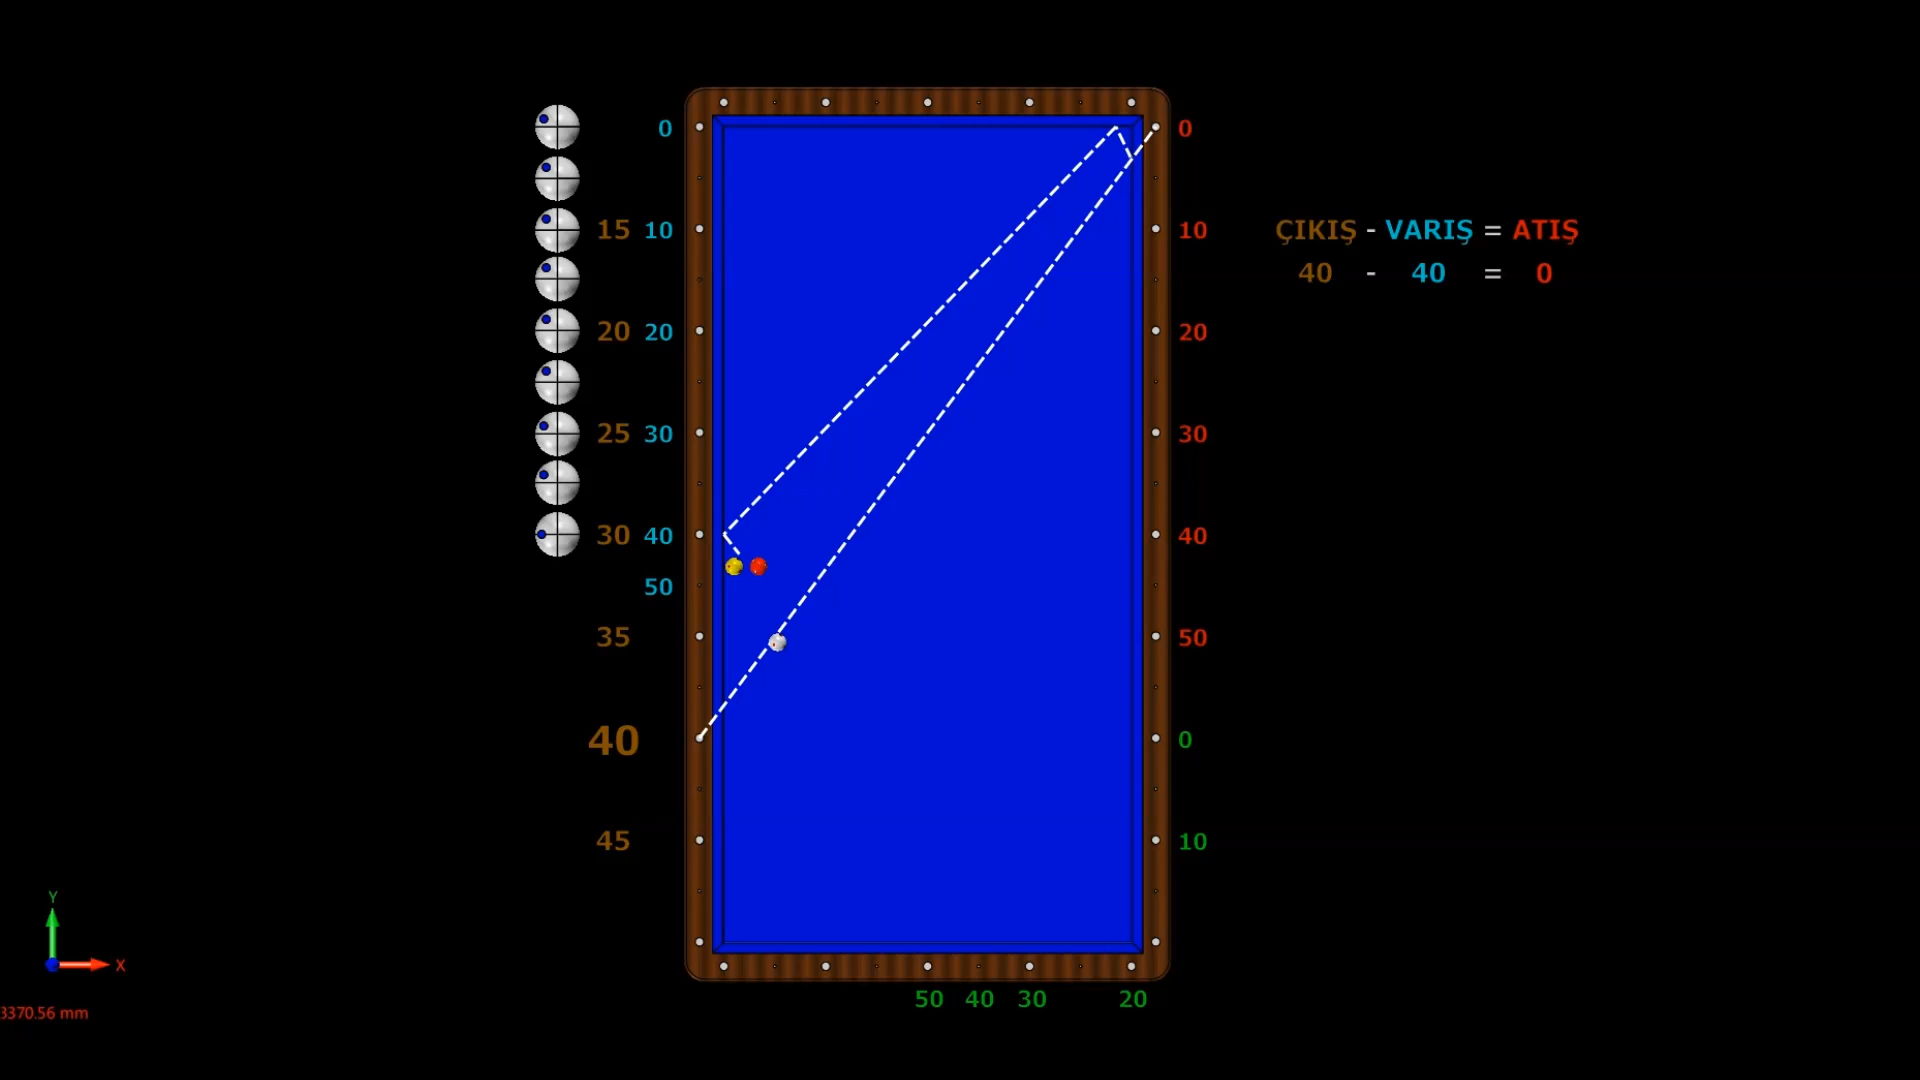 0 0
15 10 10
ÇIKIŞ - VARIŞ = ATIŞ
40 - 40 = 0
20 20 20
25 30 30
30 40 40
50
35 50
40 0
45 10
Y
X
50 40 30 20
3370.56 mm